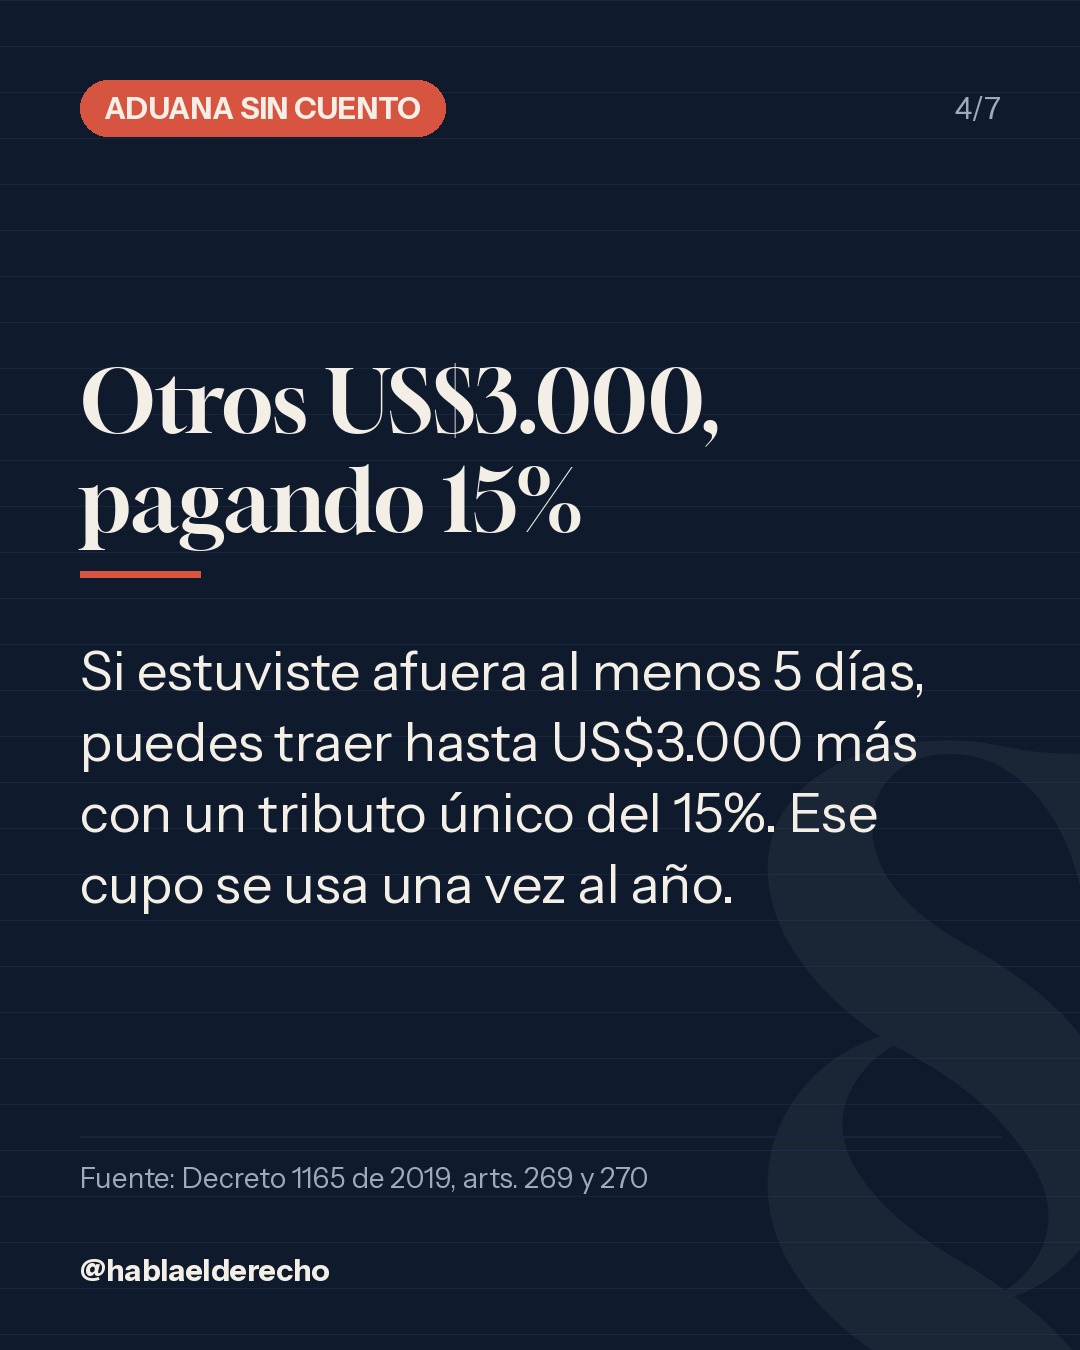 ADUANA SIN CUENTO
4/7
Otros US$3.000,
pagando 15%
Si estuviste afuera al menos 5 días,
puedes traer hasta US$3.000 más
con un tributo único del 15%. Ese
cupo se usa una vez al año.
Fuente: Decreto 1165 de 2019, arts. 269 y 270
@hablaelderecho
§